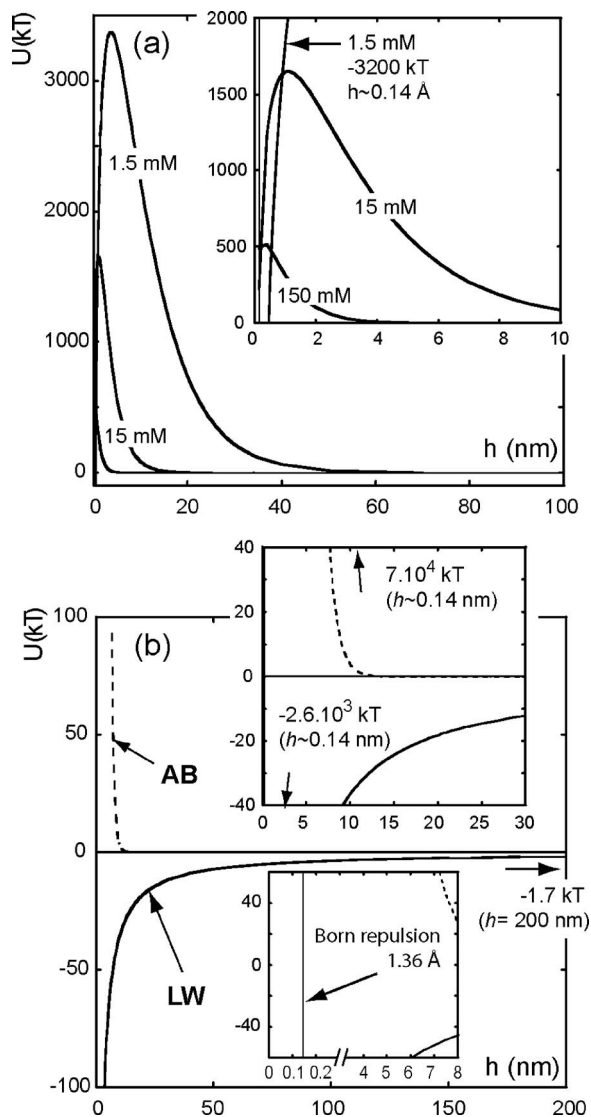 U(kT)
(a)
3000
2000
1000
0
1.5 mM
15 mM
2000
1500
1000
500
0
1.5 mM
-3200 kT
h~0.14 Å
15 mM
150 mM
0 2 4 6 8 10
h (nm)
0 20 40 60 80 100
U(kT)
(b)
100
50
0
-50
-100
AB
LW
40
20
0
-20
-40
7.10⁴ kT
(h~0.14 nm)
-2.6.10³ kT
(h~0.14 nm)
0 5 10 15 20 25 30
-1.7 kT
(h= 200 nm)
40
0
-40
Born repulsion
1.36 Å
0 0.1 0.2 4 5 6 7 8
h (nm)
0 50 100 150 200